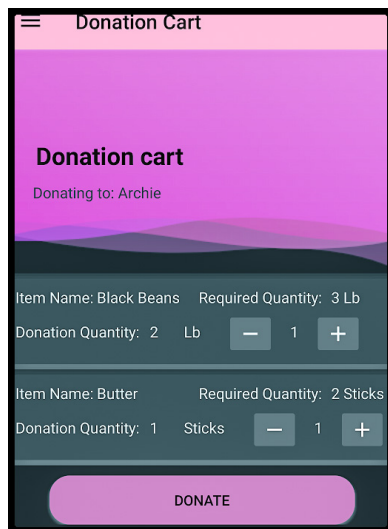 Donation Cart
Donation cart
Donating to: Archie
Item Name: Black Beans Required Quantity: 3 Lb
Donation Quantity: 2 Lb − 1 +
Item Name: Butter Required Quantity: 2 Sticks
Donation Quantity: 1 Sticks − 1 +
DONATE